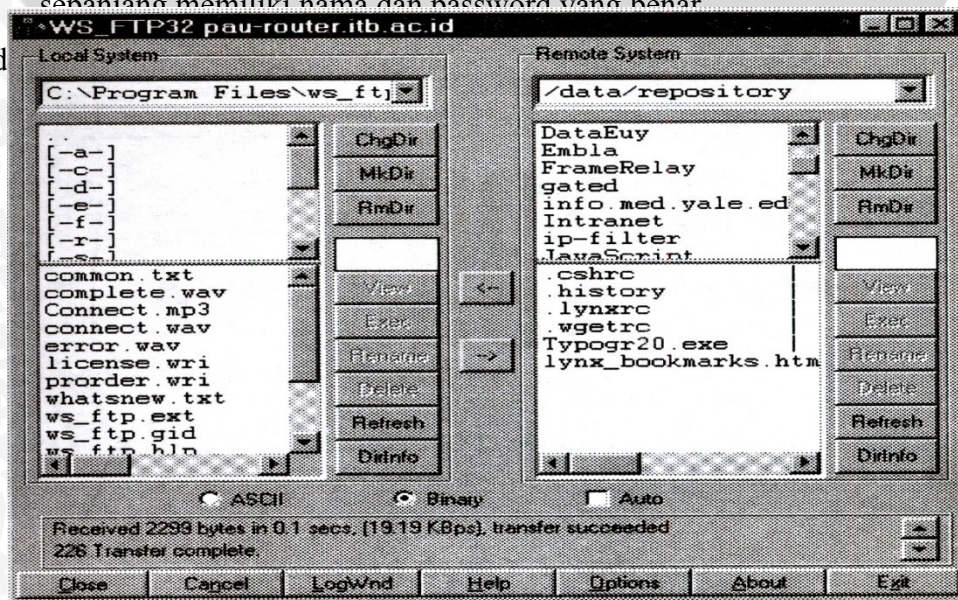 sepanjang memiliki nama dan password yang benar
d
WS_FTP32 pau-router.itb.ac.id
Local System
C:\Program Files\ws_ftp
..
[-a-]
[-c-]
[-d-]
[-e-]
[-f-]
[-r-]
[-s-]
ChgDir
MkDir
RmDir
common.txt
complete.wav
Connect.mp3
connect.wav
error.wav
license.wri
prorder.wri
whatsnew.txt
ws_ftp.ext
ws_ftp.gid
ws_ftp.hlp
View
Exec
Rename
Delete
Refresh
DirInfo
<--
-->
Remote System
/data/repository
DataEuy
Embla
FrameRelay
gated
info.med.yale.ed
Intranet
ip-filter
JavaScript
ChgDir
MkDir
RmDir
.cshrc
.history
.lynxrc
.wgetrc
Typogr20.exe
lynx_bookmarks.htm
View
Exec
Rename
Delete
Refresh
DirInfo
ASCII
Binary
Auto
Received 2299 bytes in 0.1 secs, (19.19 KBps), transfer succeeded
226 Transfer complete.
Close
Cancel
LogWnd
Help
Options
About
Exit